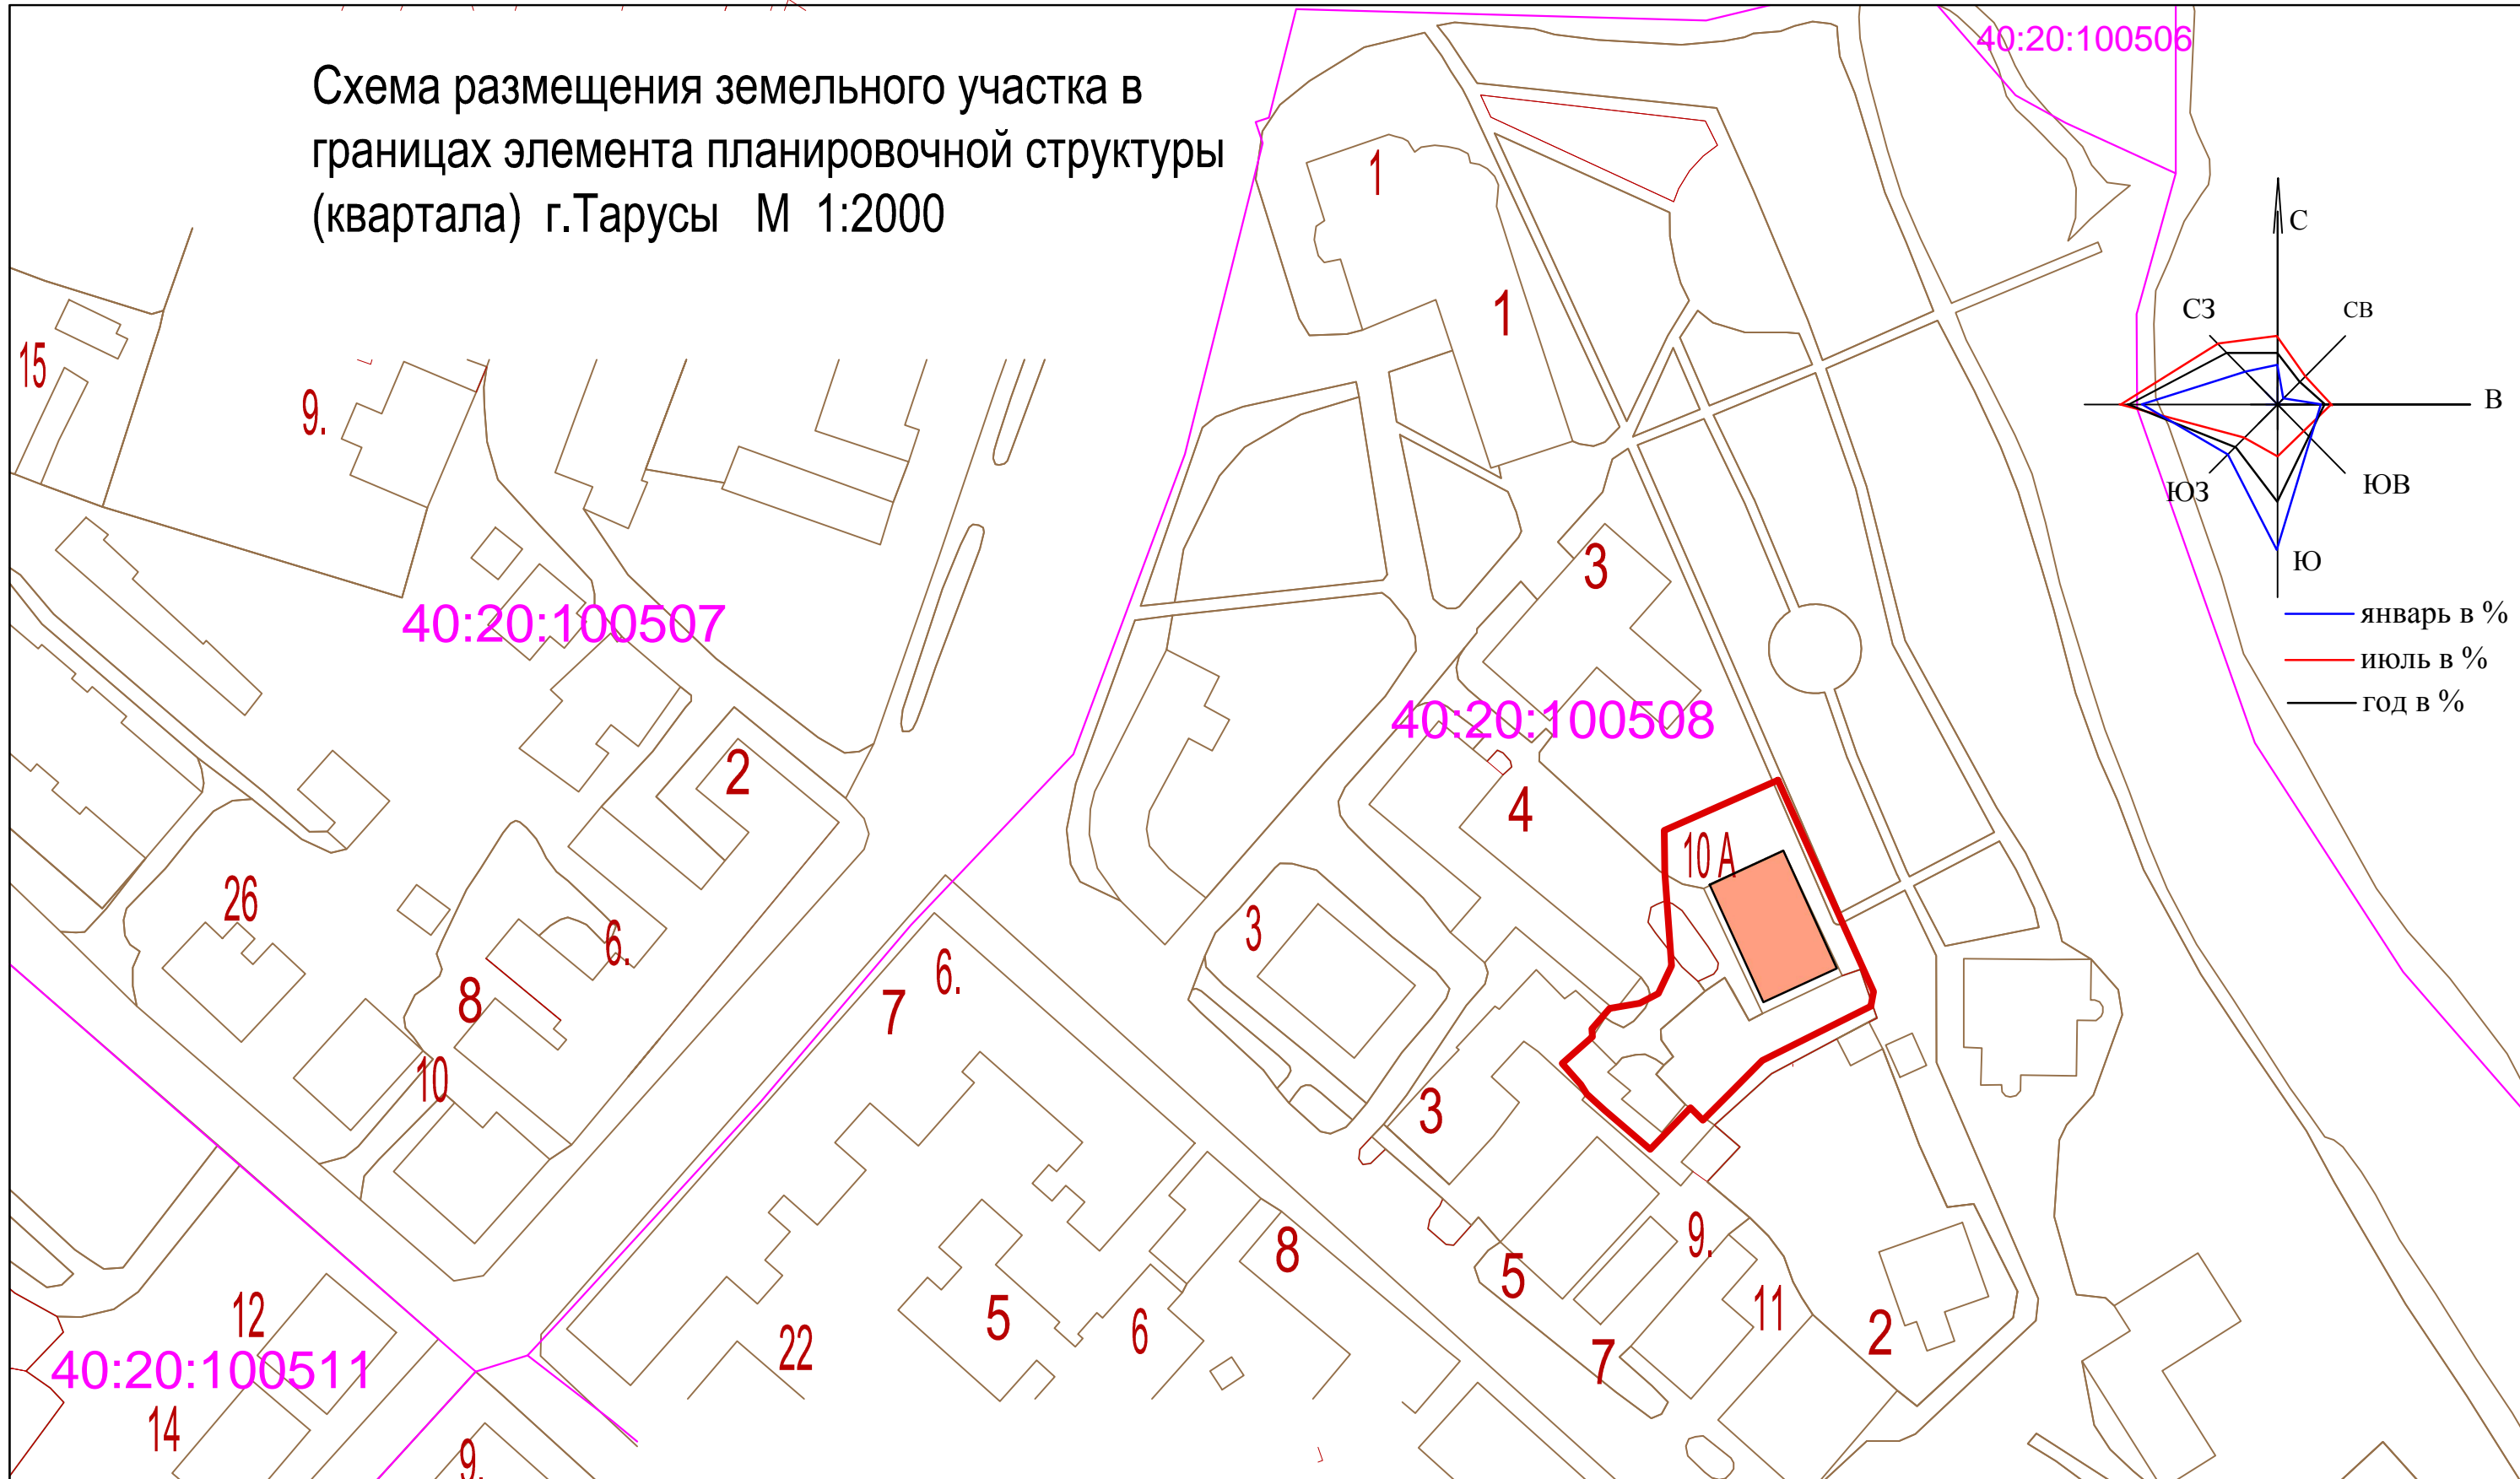 Схема размещения земельного участка в
границах элемента планировочной структуры
(квартала) г.Тарусы М 1:2000
40:20:100506
1
С
СЗ
СВ
1
15
9.
В
ЮЗ
ЮВ
3
Ю
40:20:100507
январь в %
июль в %
40:20:100508
год в %
2
4
10 А
26
3
6.
6.
8
7
10
3
9.
8
5
12
5
11
6
22
2
7
40:20:100511
14
9.